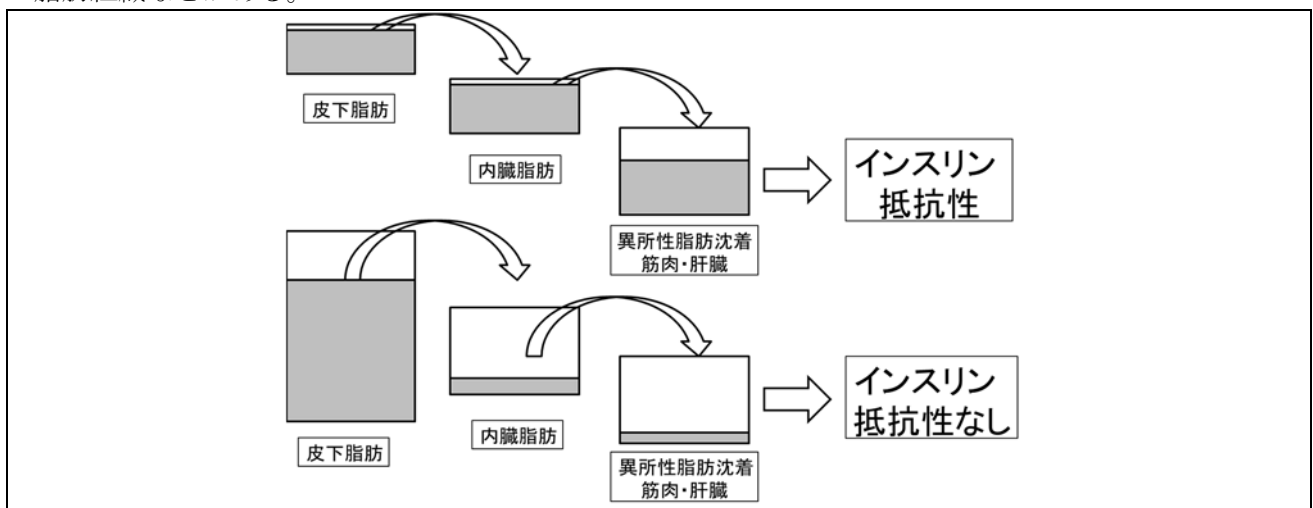 皮下脂肪
内臓脂肪
異所性脂肪沈着
筋肉・肝臓
インスリン
抵抗性
皮下脂肪
内臓脂肪
異所性脂肪沈着
筋肉・肝臓
インスリン
抵抗性なし